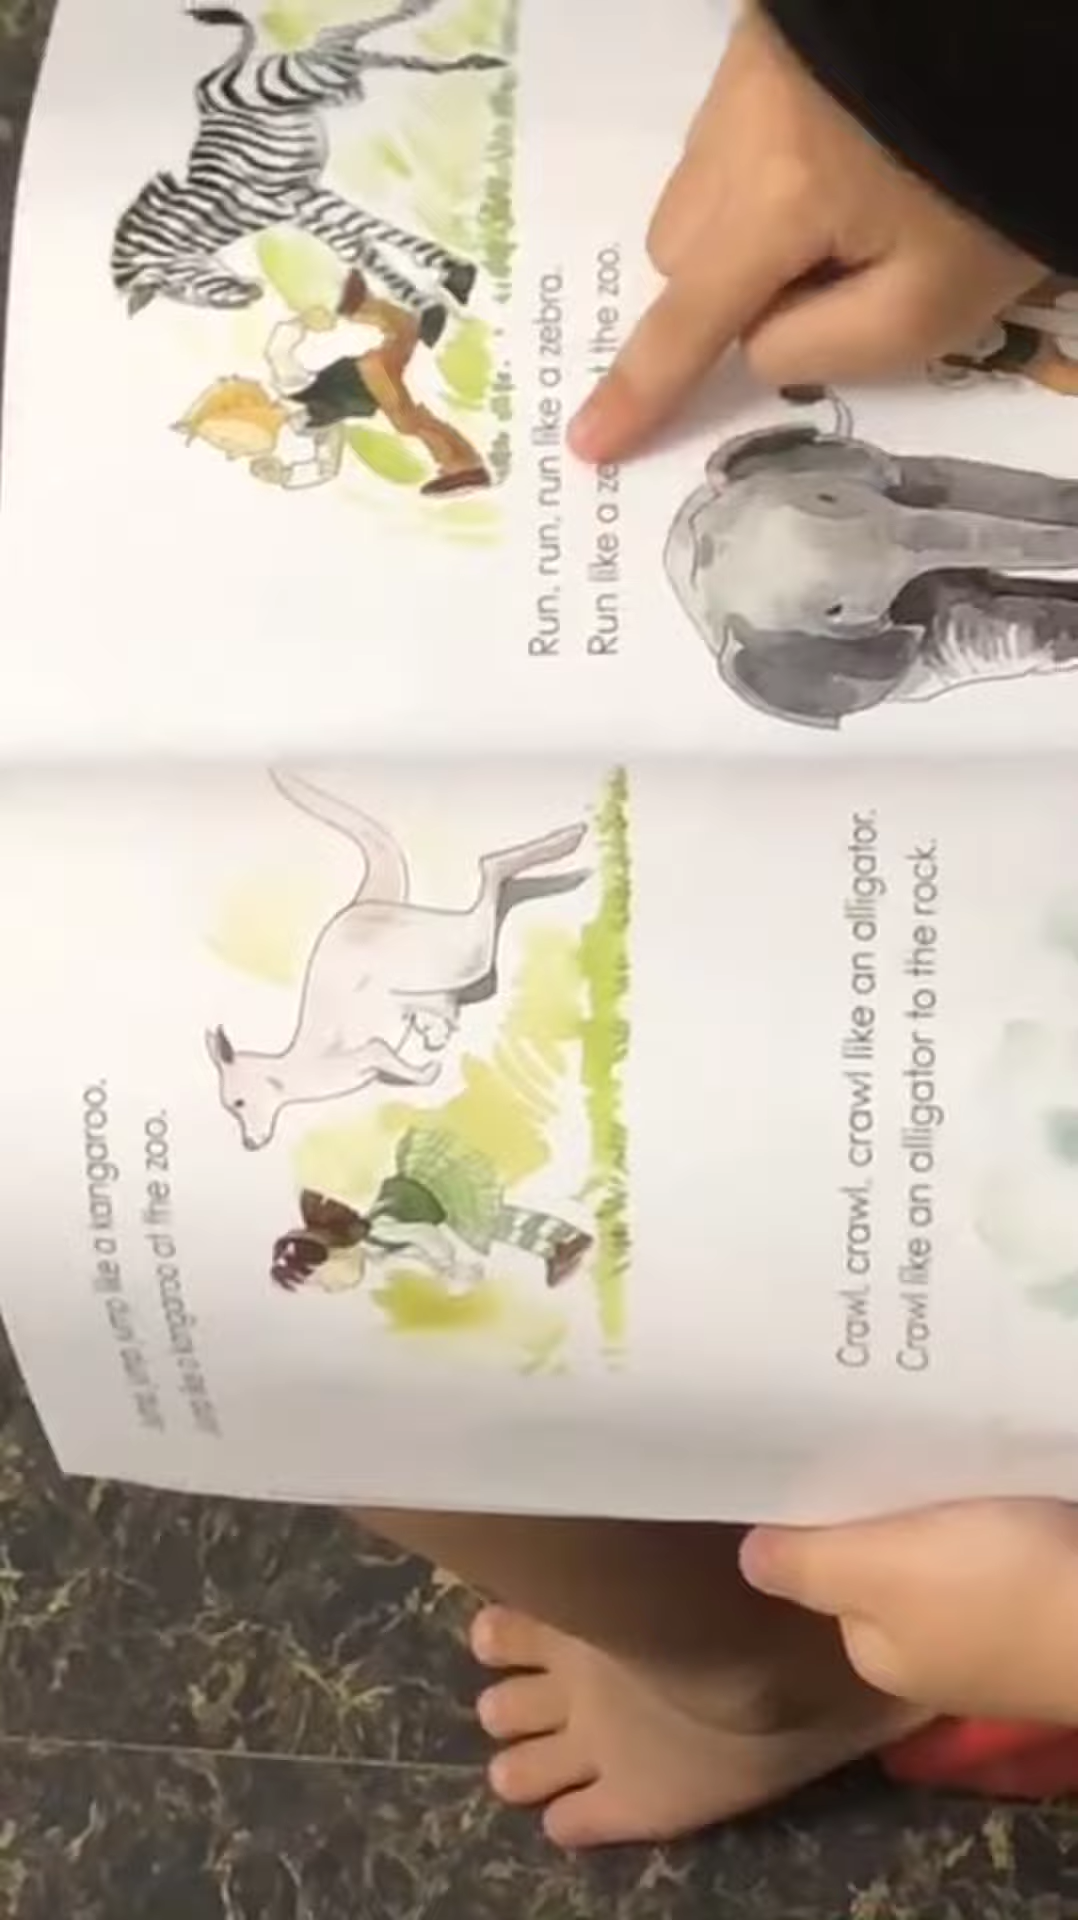 Jump, jump, jump like a kangaroo.
Jump like a kangaroo at the zoo.
Crawl, crawl, crawl like an alligator.
Crawl like an alligator to the rock.
Run, run, run like a zebra.
Run like a the zoo.